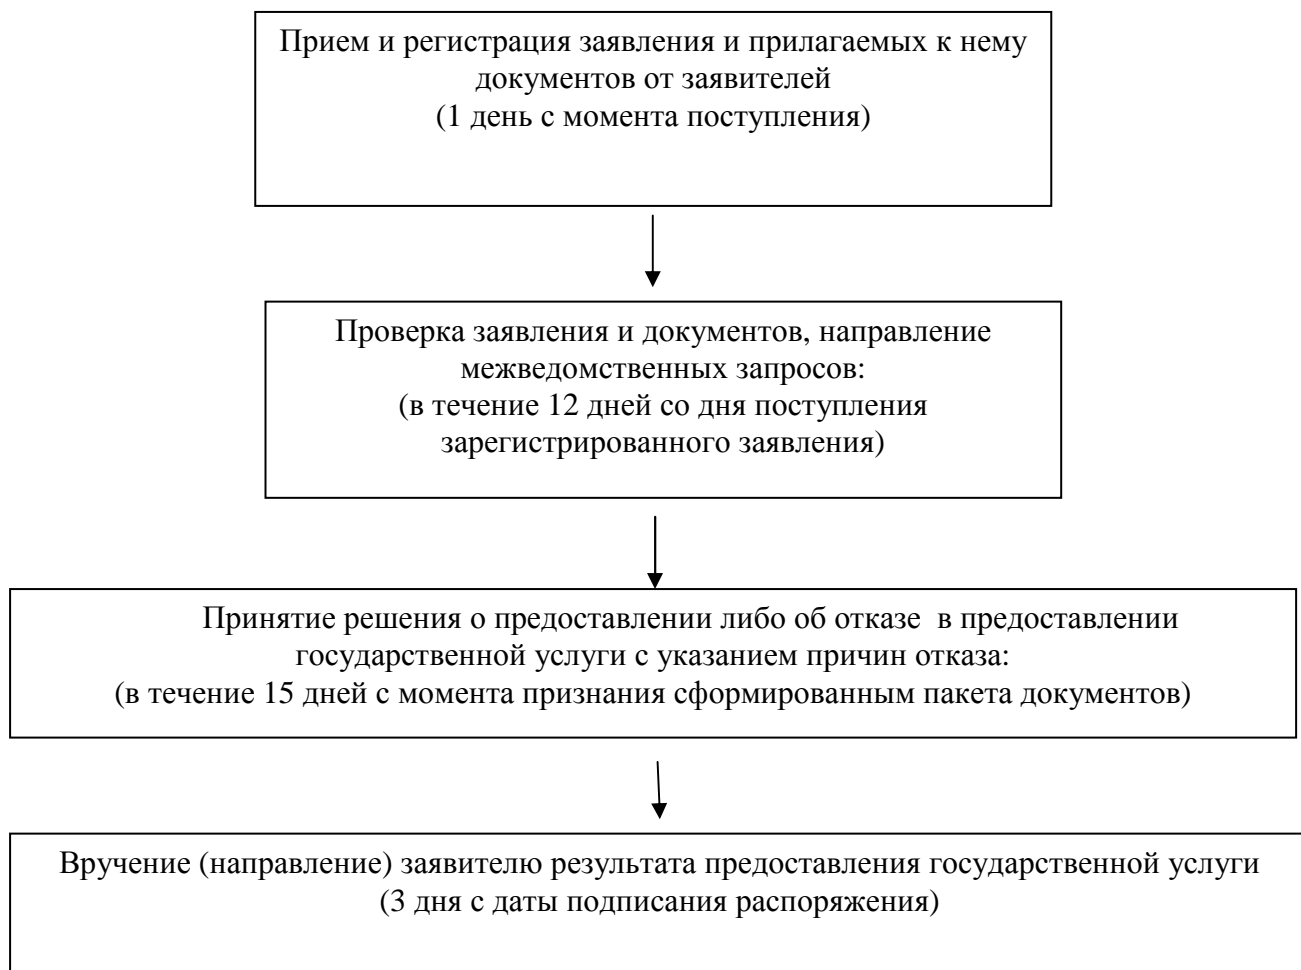 Прием и регистрация заявления и прилагаемых к нему
документов от заявителей
(1 день с момента поступления)
Проверка заявления и документов, направление
межведомственных запросов:
(в течение 12 дней со дня поступления
зарегистрированного заявления)
Принятие решения о предоставлении либо об отказе  в предоставлении
государственной услуги с указанием причин отказа:
(в течение 15 дней с момента признания сформированным пакета документов)
Вручение (направление) заявителю результата предоставления государственной услуги
(3 дня с даты подписания распоряжения)